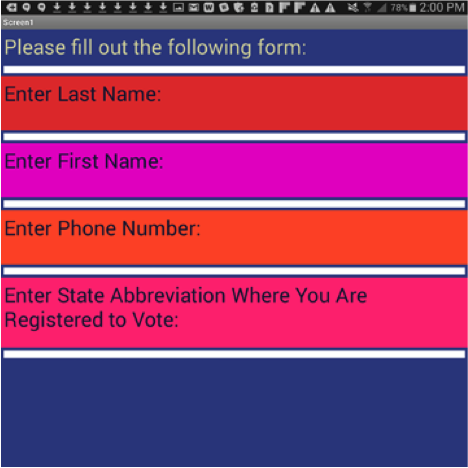 78% 2:00 PM
Screen1
Please fill out the following form:
Enter Last Name:
Enter First Name:
Enter Phone Number:
Enter State Abbreviation Where You Are
Registered to Vote: